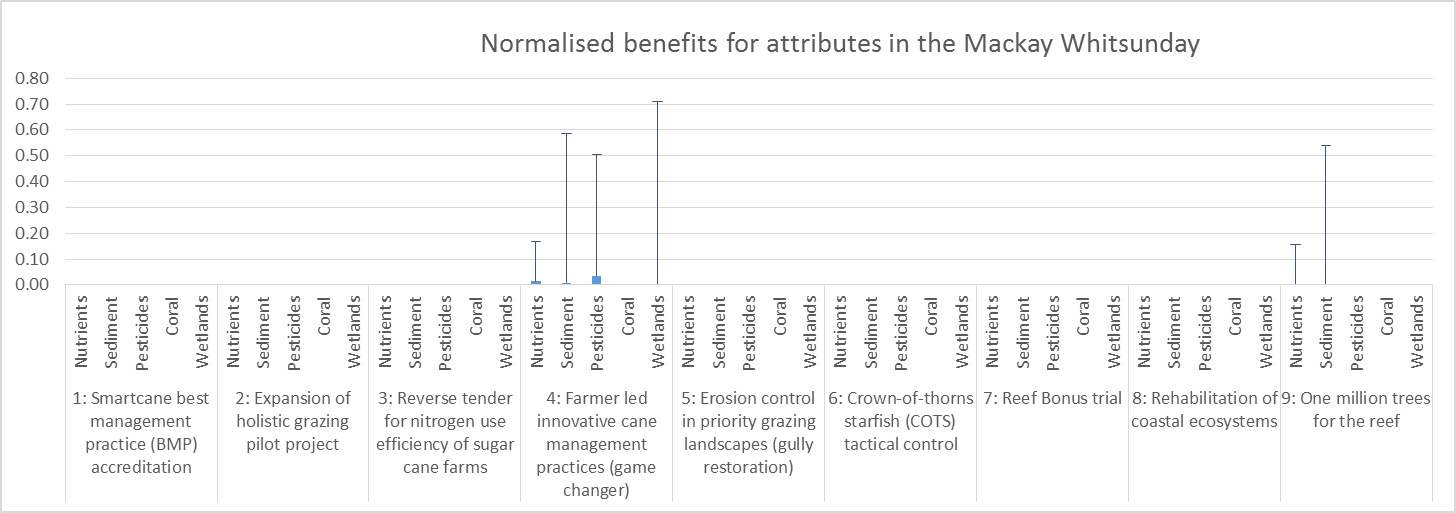 Normalised benefits for attributes in the Mackay Whitsunday
0.80
0.70
0.60
0.50
0.40
0.30
0.20
0.10
0.00
Nutrients
Sediment
Pesticides
Coral
Wetlands
Nutrients
Sediment
Pesticides
Coral
Wetlands
Nutrients
Sediment
Pesticides
Coral
Wetlands
Nutrients
Sediment
Pesticides
Coral
Wetlands
Nutrients
Sediment
Pesticides
Coral
Wetlands
Nutrients
Sediment
Pesticides
Coral
Wetlands
Nutrients
Sediment
Pesticides
Coral
Wetlands
Nutrients
Sediment
Pesticides
Coral
Wetlands
Nutrients
Sediment
Pesticides
Coral
Wetlands
1: Smartcane best
management
practice (BMP)
accreditation
2: Expansion of
holistic grazing
pilot project
3: Reverse tender
for nitrogen use
efficiency of sugar
cane farms
4: Farmer led
innovative cane
management
practices (game
changer)
5: Erosion control
in priority grazing
landscapes (gully
restoration)
6: Crown-of-thorns
starfish (COTS)
tactical control
7: Reef Bonus trial
8: Rehabilitation of
coastal ecosystems
9: One million trees
for the reef